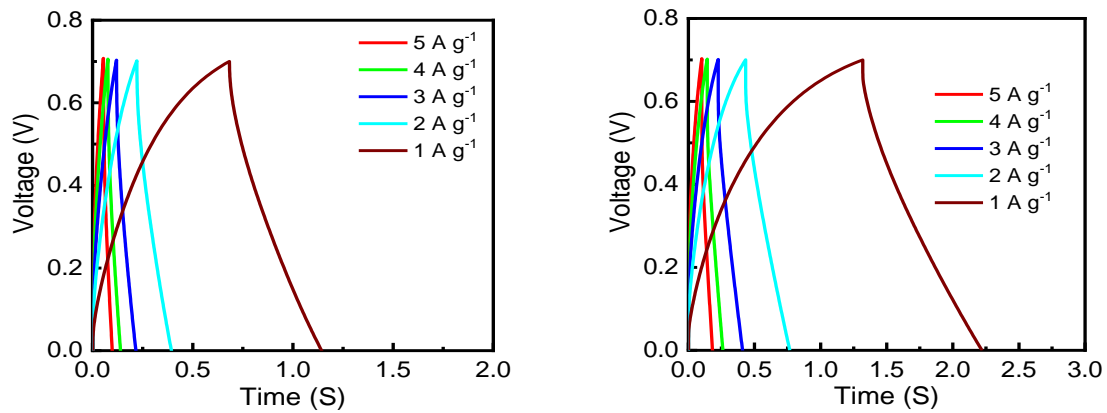 0.8
0.6
0.4
0.2
0.0
Voltage (V)
5 A g⁻¹
4 A g⁻¹
3 A g⁻¹
2 A g⁻¹
1 A g⁻¹
0.0 0.5 1.0 1.5 2.0
Time (S)
0.8
0.6
0.4
0.2
0.0
Voltage (V)
5 A g⁻¹
4 A g⁻¹
3 A g⁻¹
2 A g⁻¹
1 A g⁻¹
0.0 0.5 1.0 1.5 2.0 2.5 3.0
Time (S)